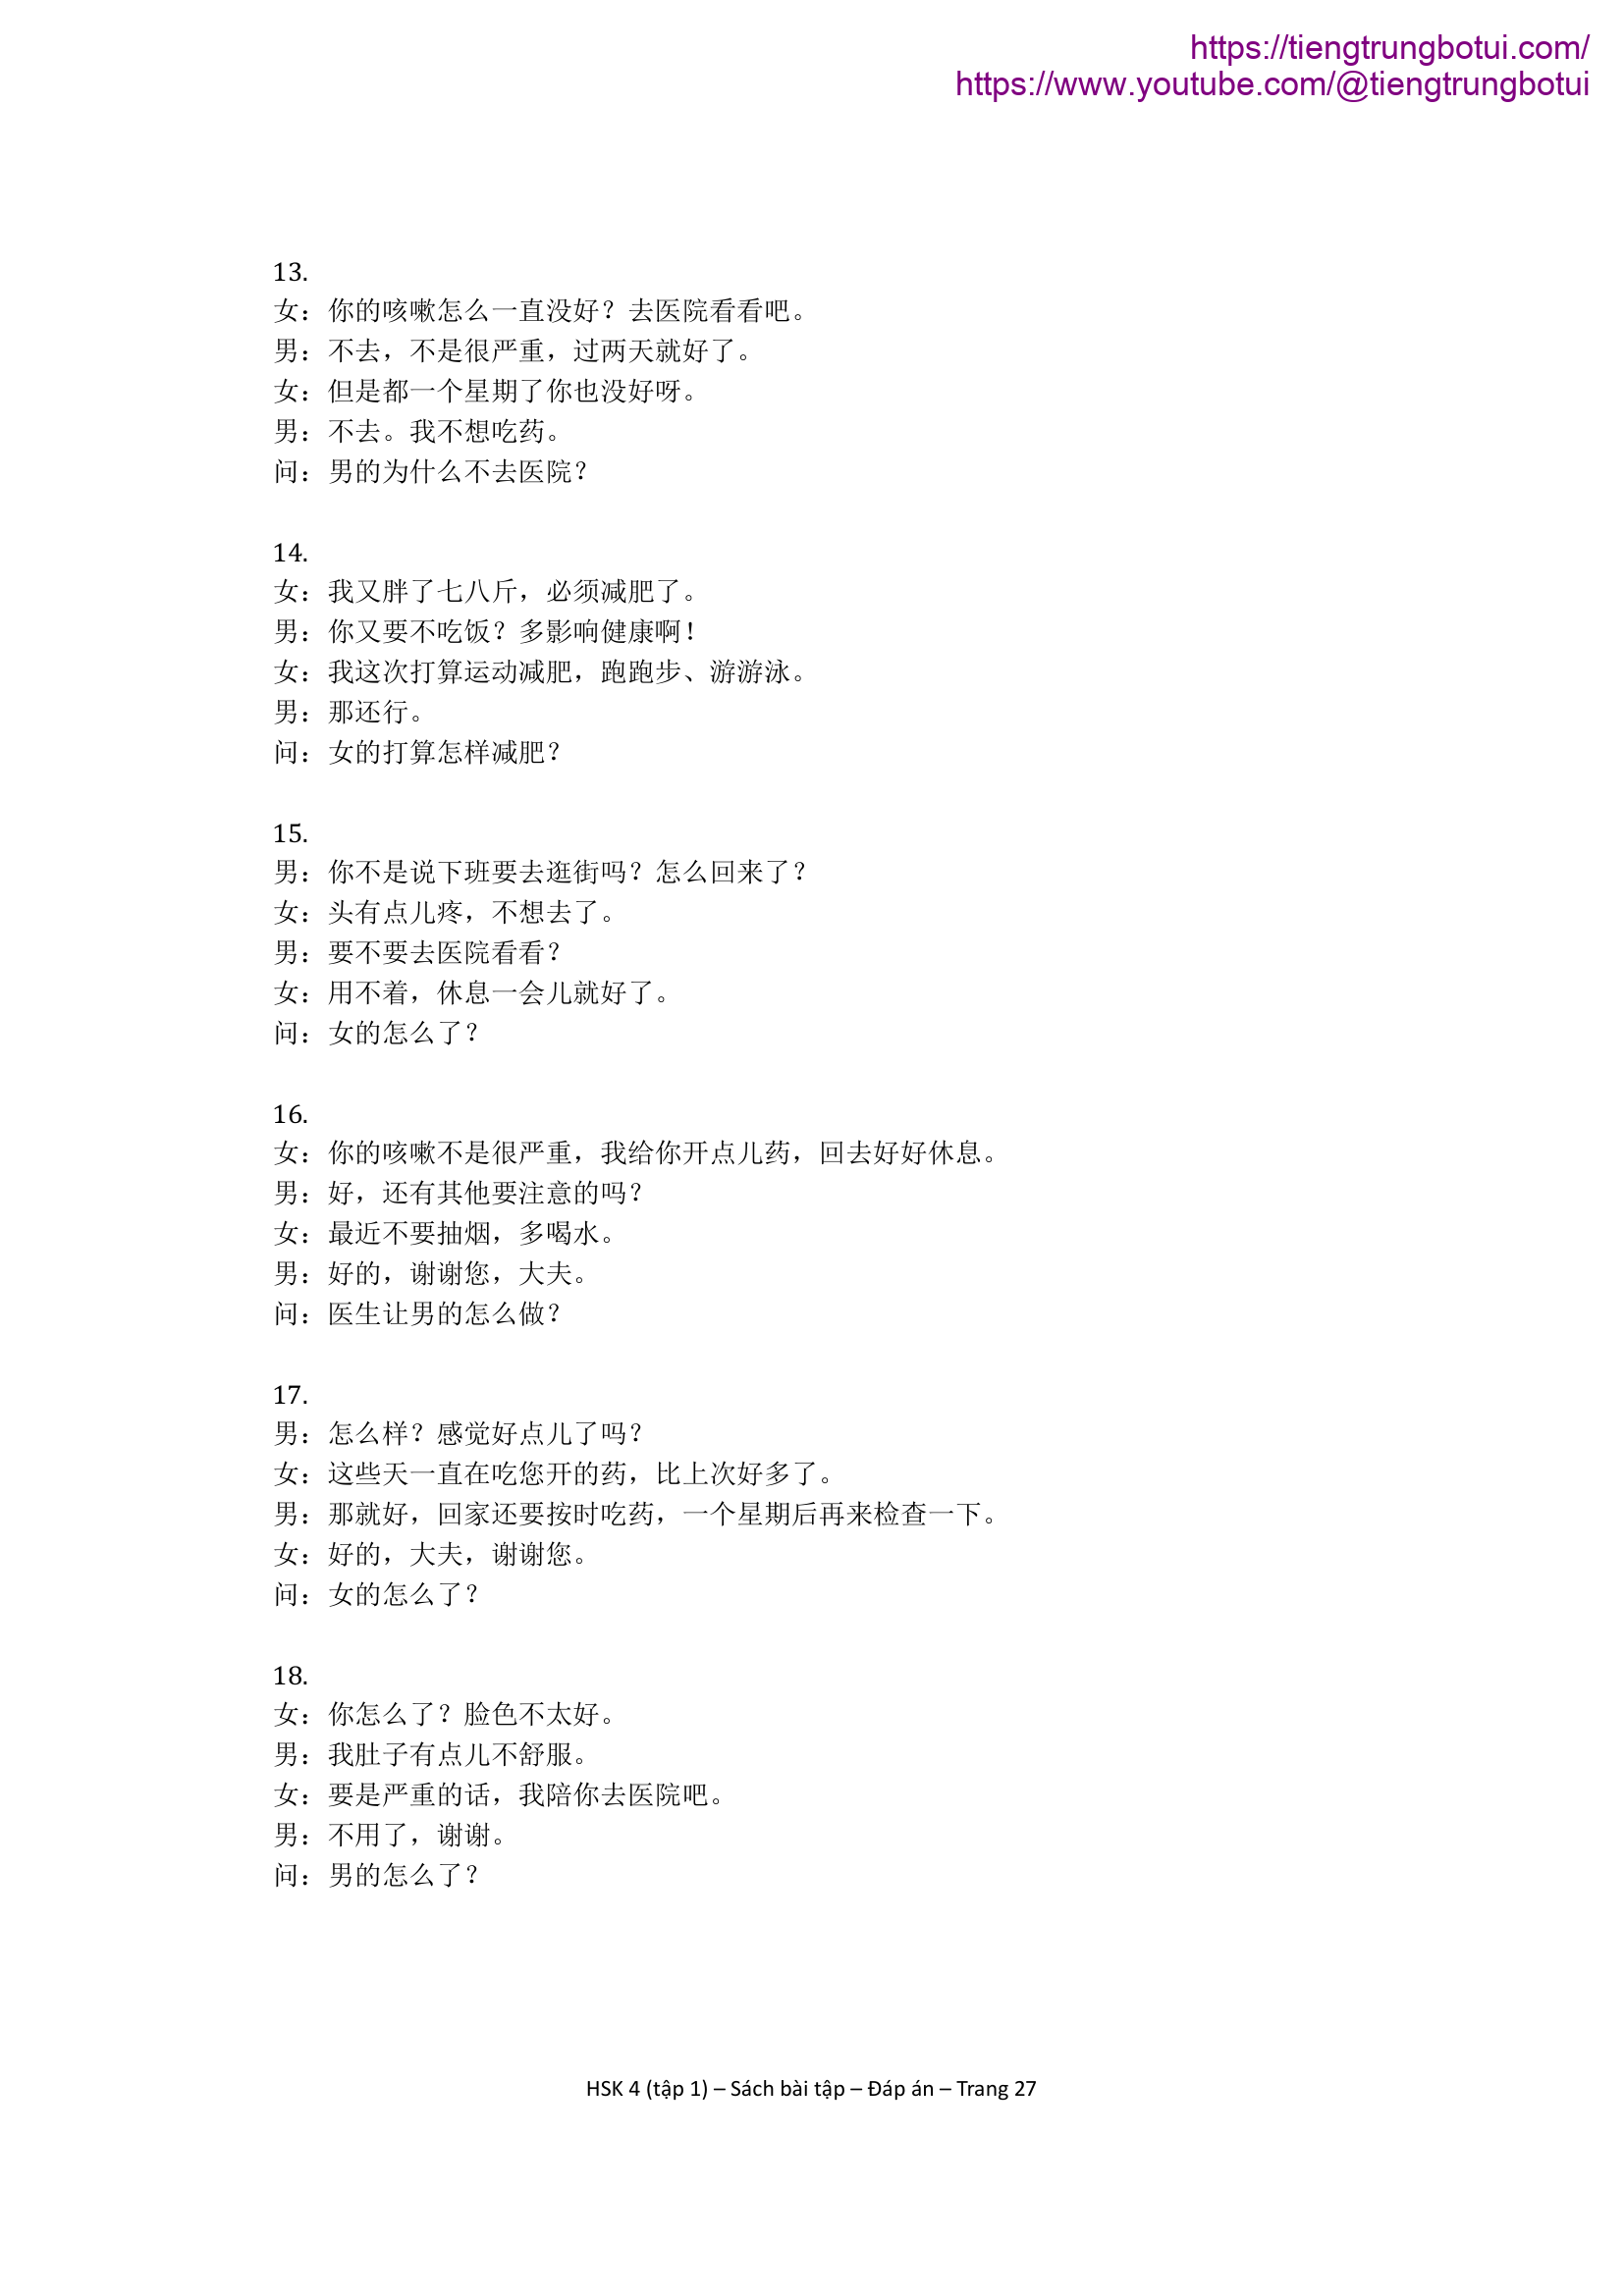 https://tiengtrungbotui.com/
https://www.youtube.com/@tiengtrungbotui
13.
女：你的咳嗽怎么一直没好？去医院看看吧。
男：不去，不是很严重，过两天就好了。
女：但是都一个星期了你也没好呀。
男：不去。我不想吃药。
问：男的为什么不去医院？
14.
女：我又胖了七八斤，必须减肥了。
男：你又要不吃饭？多影响健康啊！
女：我这次打算运动减肥，跑跑步、游游泳。
男：那还行。
问：女的打算怎样减肥？
15.
男：你不是说下班要去逛街吗？怎么回来了？
女：头有点儿疼，不想去了。
男：要不要去医院看看？
女：用不着，休息一会儿就好了。
问：女的怎么了？
16.
女：你的咳嗽不是很严重，我给你开点儿药，回去好好休息。
男：好，还有其他要注意的吗？
女：最近不要抽烟，多喝水。
男：好的，谢谢您，大夫。
问：医生让男的怎么做？
17.
男：怎么样？感觉好点儿了吗？
女：这些天一直在吃您开的药，比上次好多了。
男：那就好，回家还要按时吃药，一个星期后再来检查一下。
女：好的，大夫，谢谢您。
问：女的怎么了？
18.
女：你怎么了？脸色不太好。
男：我肚子有点儿不舒服。
女：要是严重的话，我陪你去医院吧。
男：不用了，谢谢。
问：男的怎么了？
HSK 4 (tập 1) – Sách bài tập – Đáp án – Trang 27